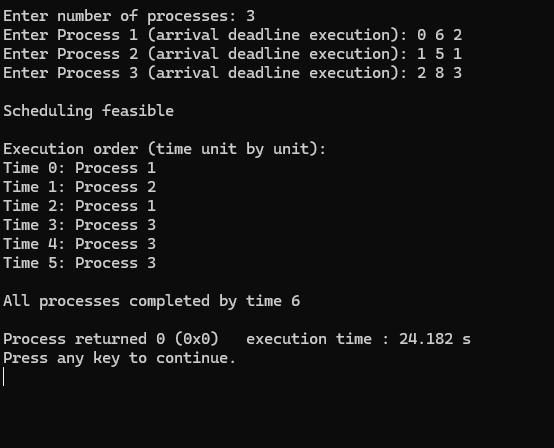 Enter number of processes: 3
Enter Process 1 (arrival deadline execution): 0 6 2
Enter Process 2 (arrival deadline execution): 1 5 1
Enter Process 3 (arrival deadline execution): 2 8 3
Scheduling feasible
Execution order (time unit by unit):
Time 0: Process 1
Time 1: Process 2
Time 2: Process 1
Time 3: Process 3
Time 4: Process 3
Time 5: Process 3
All processes completed by time 6
Process returned 0 (0x0)   execution time : 24.182 s
Press any key to continue.